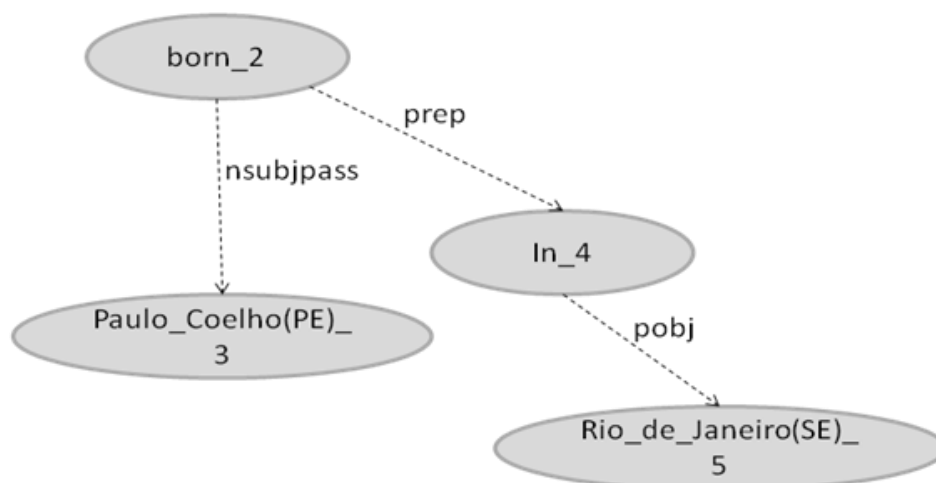 born_2
prep
nsubjpass
In_4
Paulo_Coelho(PE)_
3
pobj
Rio_de_Janeiro(SE)_
5